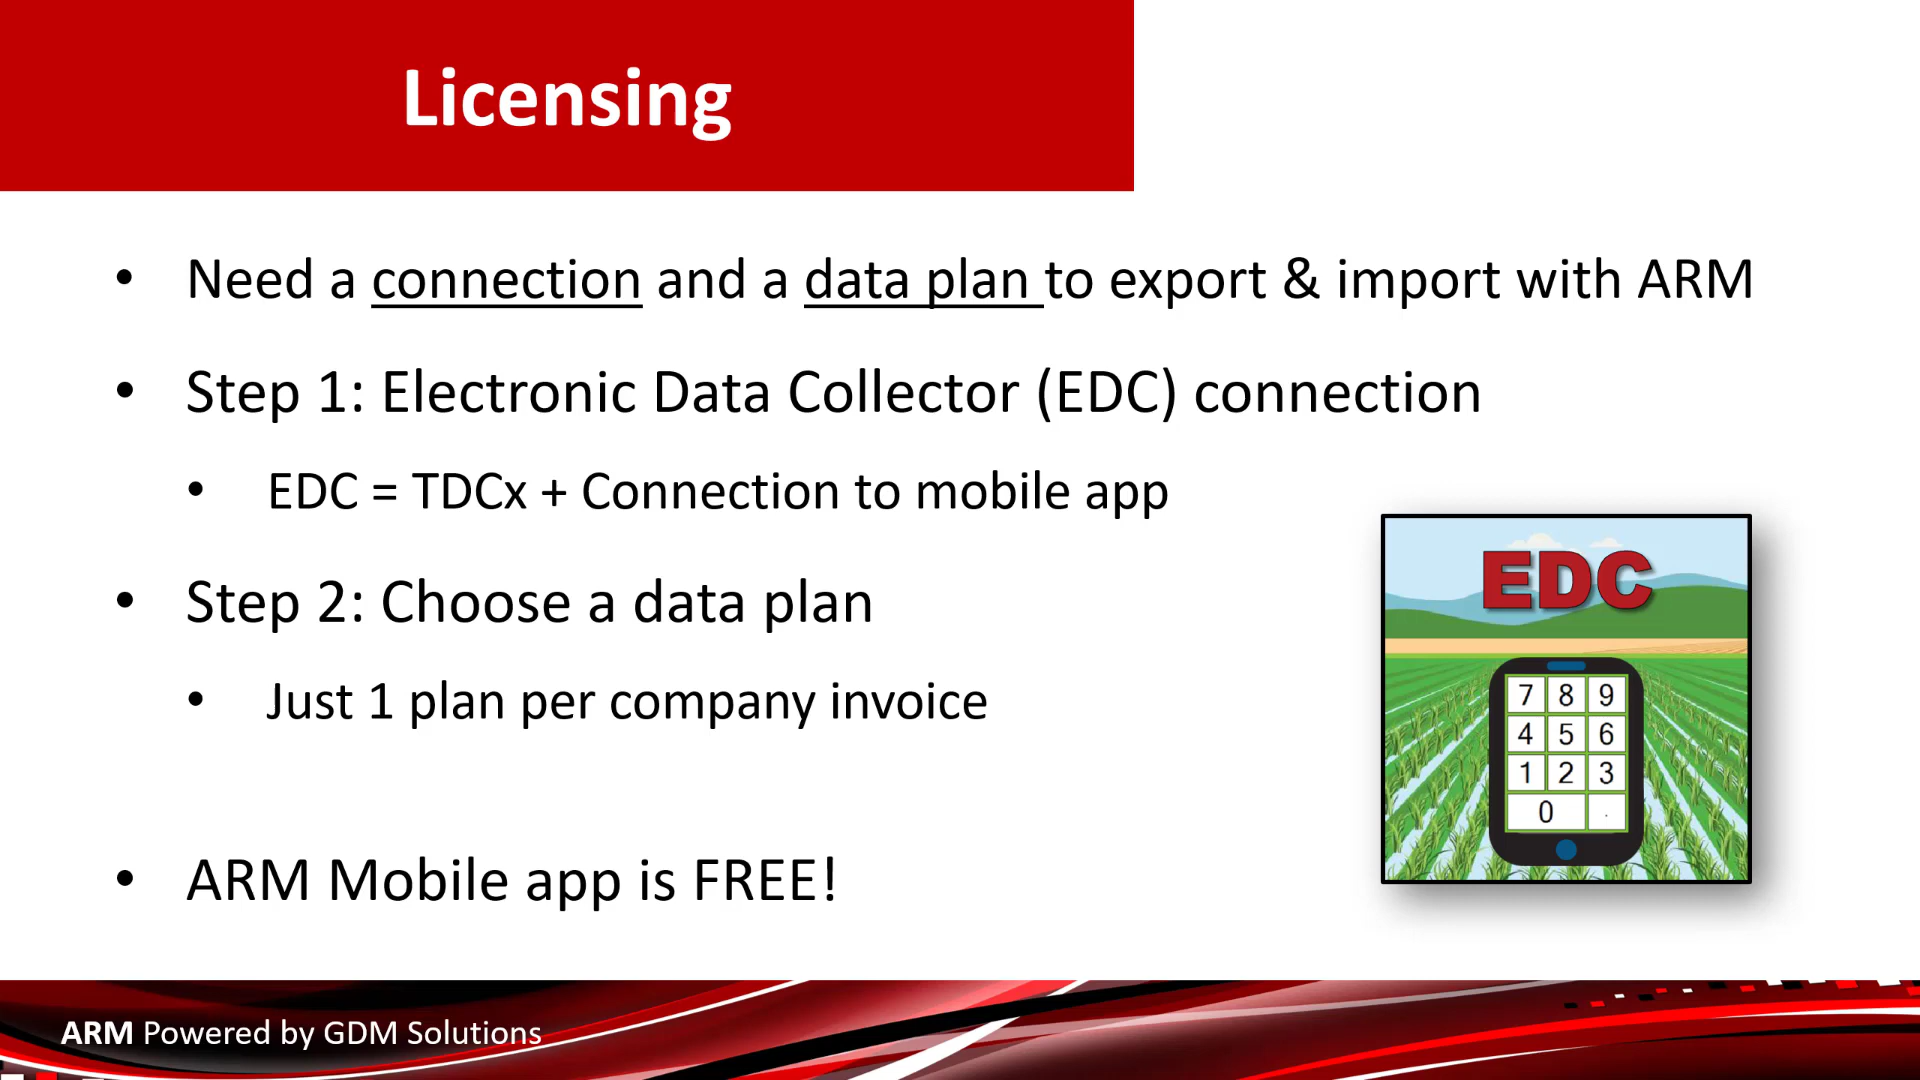 Licensing
• Need a connection and a data plan to export & import with ARM
• Step 1: Electronic Data Collector (EDC) connection
• EDC = TDCx + Connection to mobile app
• Step 2: Choose a data plan
• Just 1 plan per company invoice
• ARM Mobile app is FREE!
EDC
7 8 9
4 5 6
1 2 3
0 .
ARM Powered by GDM Solutions